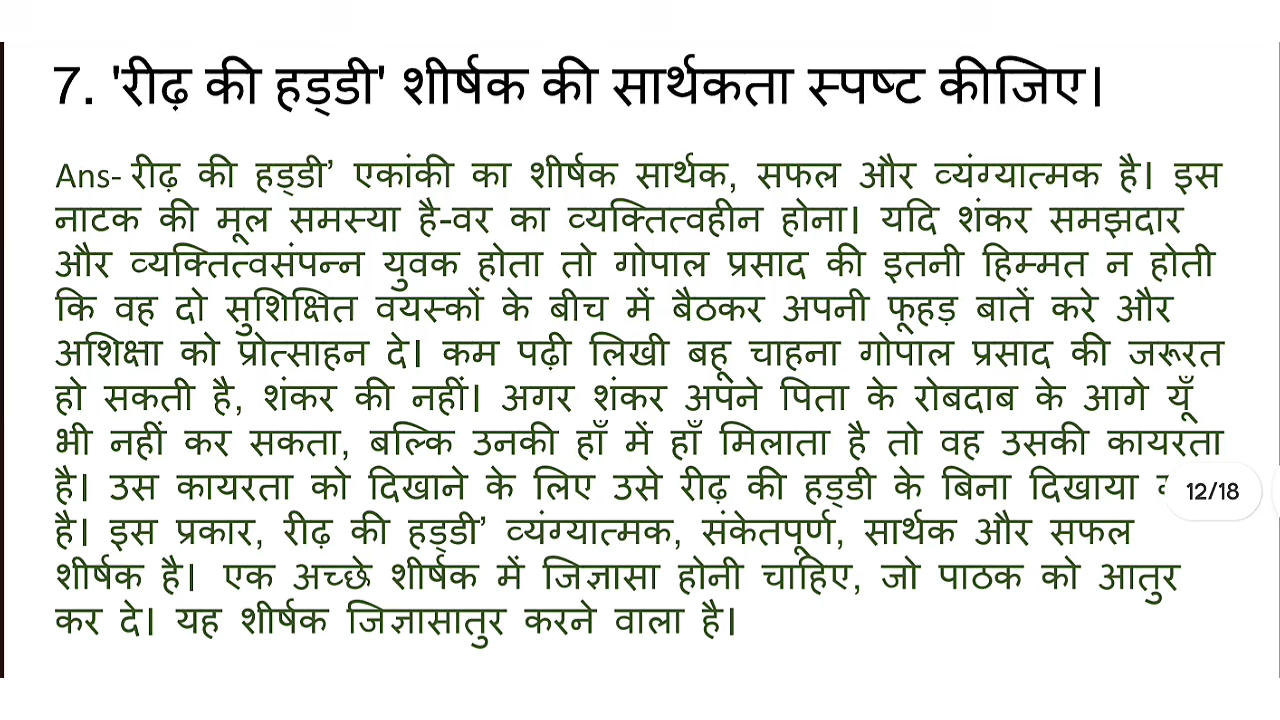 7. 'रीढ़ की हड्डी' शीर्षक की सार्थकता स्पष्ट कीजिए।
Ans- रीढ़ की हड्डी’ एकांकी का शीर्षक सार्थक, सफल और व्यंग्यात्मक है। इस
नाटक की मूल समस्या है-वर का व्यक्तित्वहीन होना। यदि शंकर समझदार
और व्यक्तित्वसंपन्न युवक होता तो गोपाल प्रसाद की इतनी हिम्मत न होती
कि वह दो सुशिक्षित वयस्कों के बीच में बैठकर अपनी फूहड़ बातें करे और
अशिक्षा को प्रोत्साहन दे। कम पढ़ी लिखी बहू चाहना गोपाल प्रसाद की जरूरत
हो सकती है, शंकर की नहीं। अगर शंकर अपने पिता के रोबदाब के आगे यूँ
भी नहीं कर सकता, बल्कि उनकी हाँ में हाँ मिलाता है तो वह उसकी कायरता
है। उस कायरता को दिखाने के लिए उसे रीढ़ की हड्डी के बिना दिखाया
12/18
है। इस प्रकार, रीढ़ की हड्डी’ व्यंग्यात्मक, संकेतपूर्ण, सार्थक और सफल
शीर्षक है। एक अच्छे शीर्षक में जिज्ञासा होनी चाहिए, जो पाठक को आतुर
कर दे। यह शीर्षक जिज्ञासातुर करने वाला है।